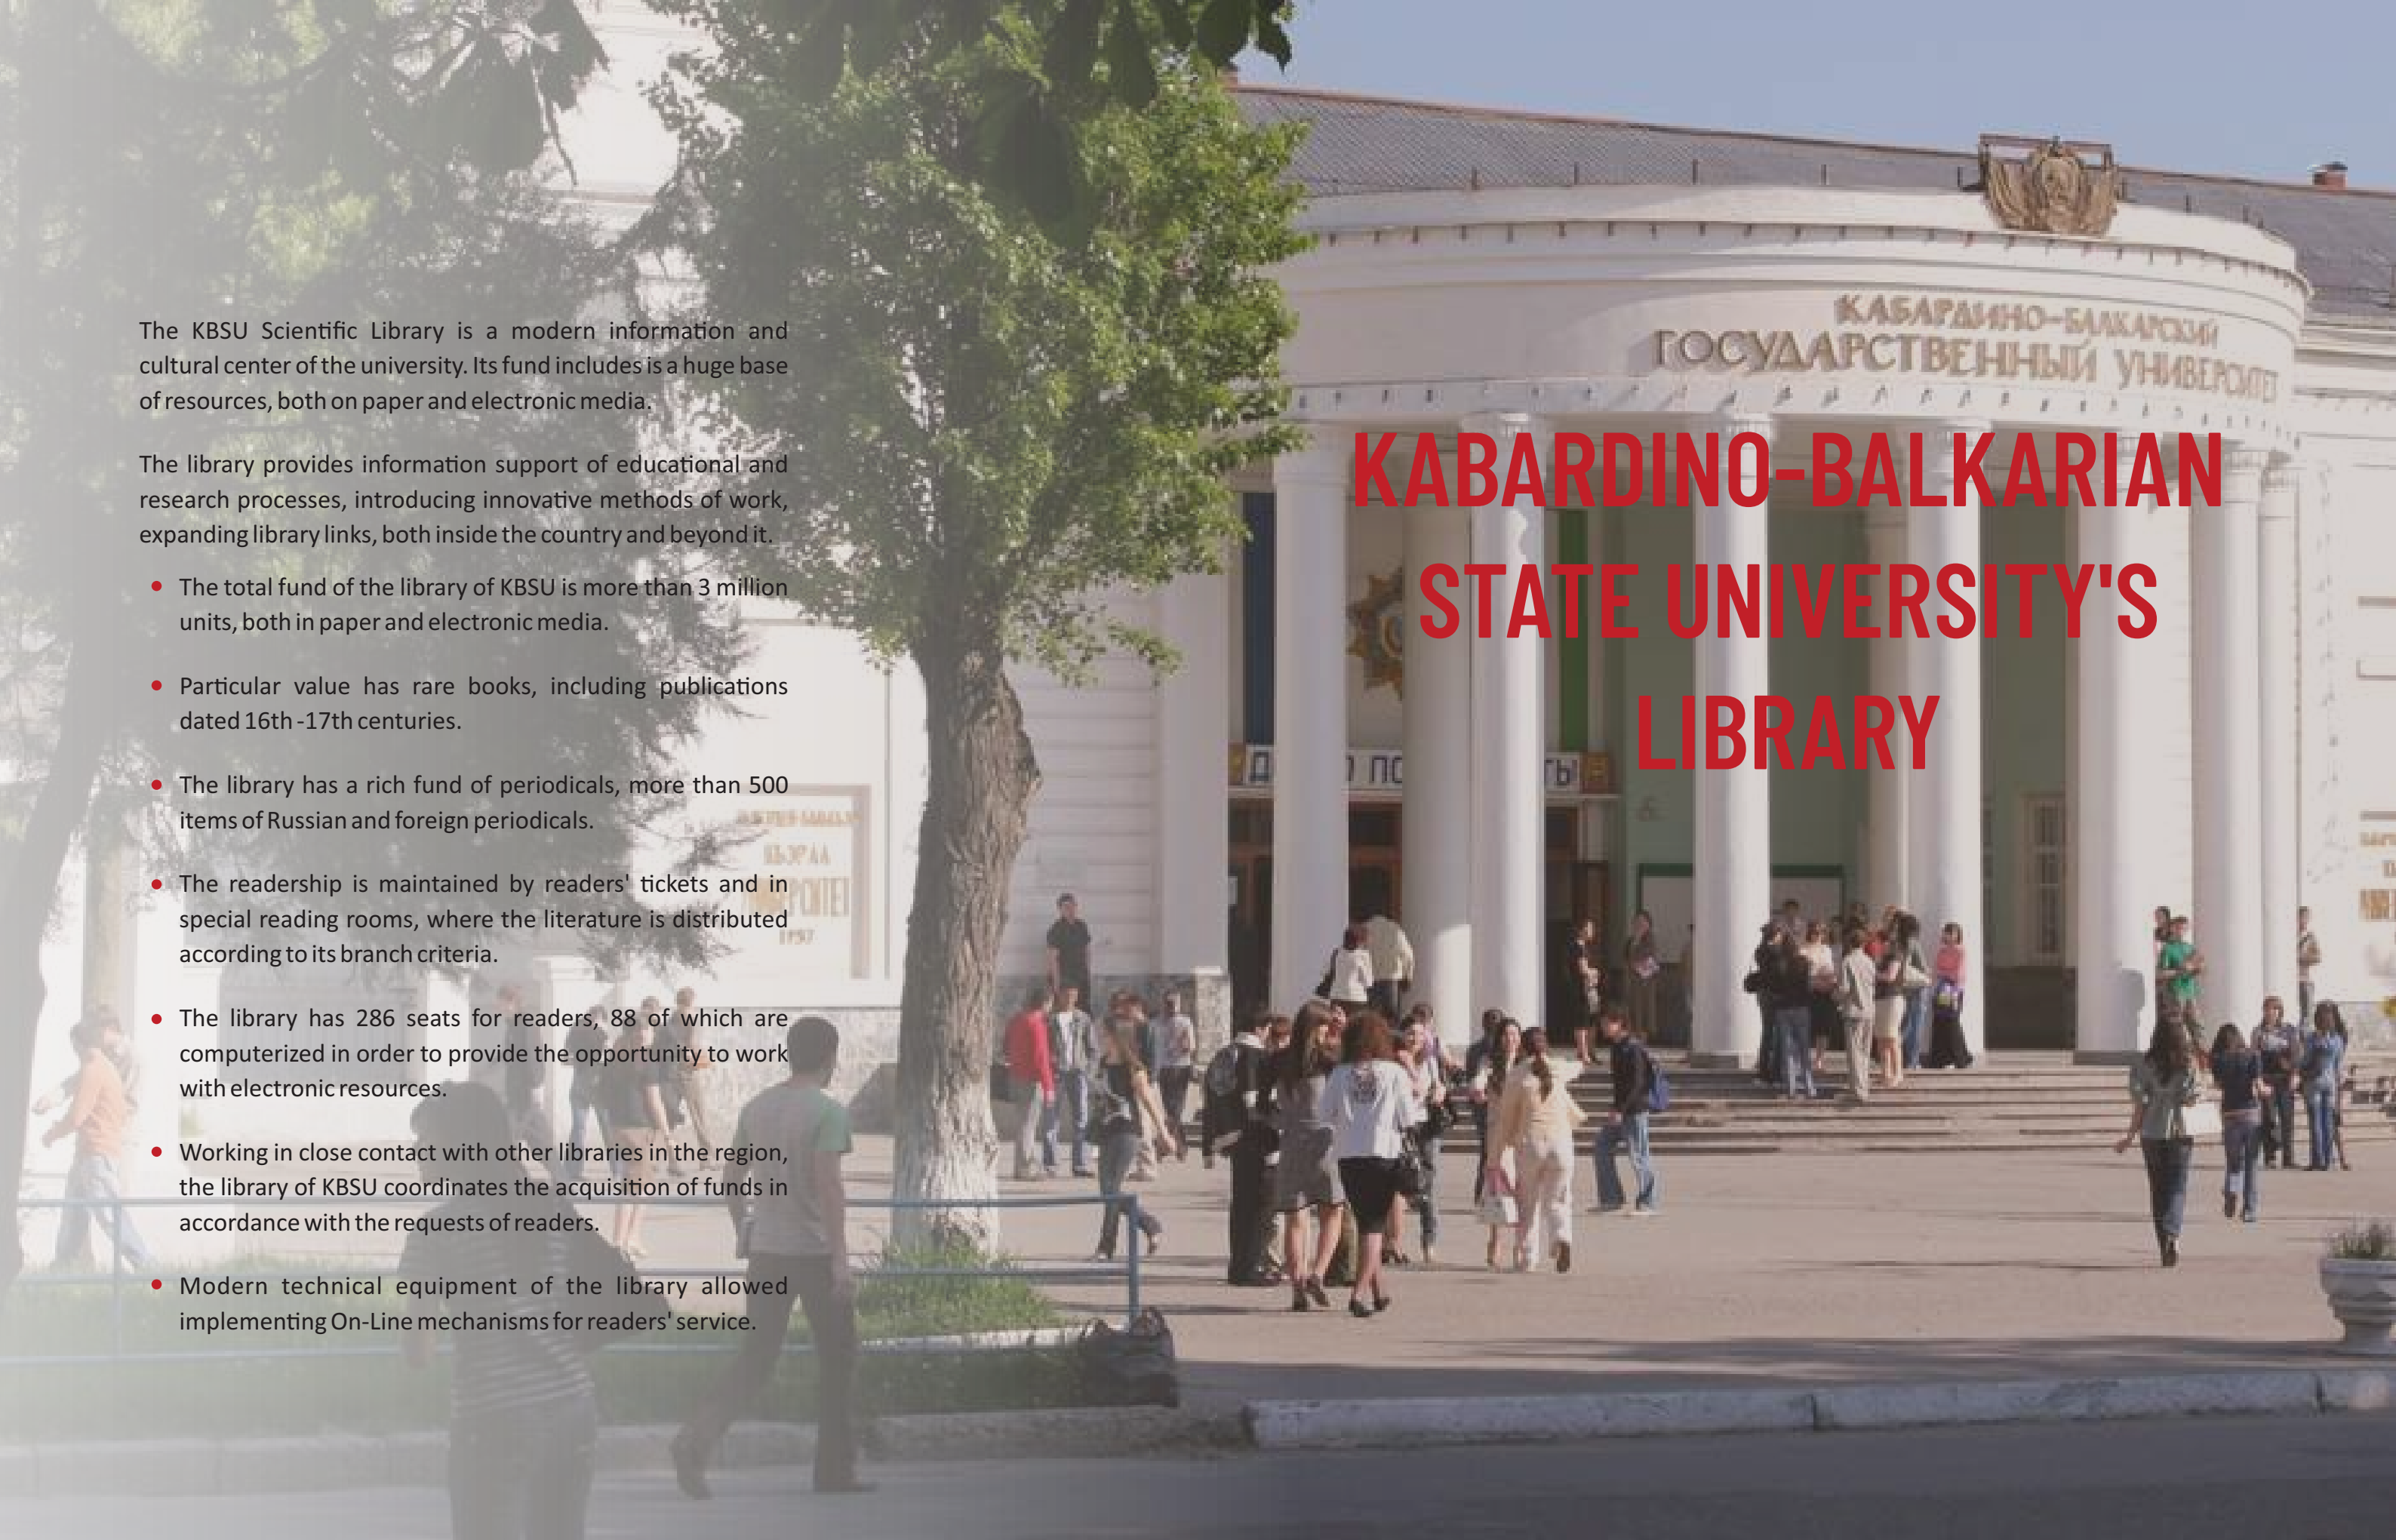 The KBSU Scientific Library is a modern information and
cultural center of the university. Its fund includes is a huge base
of resources, both on paper and electronic media.
The library provides information support of educational and
research processes, introducing innovative methods of work,
expanding library links, both inside the country and beyond it.
• The total fund of the library of KBSU is more than 3 million
units, both in paper and electronic media.
• Particular value has rare books, including publications
dated 16th -17th centuries.
• The library has a rich fund of periodicals, more than 500
items of Russian and foreign periodicals.
• The readership is maintained by readers' tickets and in
special reading rooms, where the literature is distributed
according to its branch criteria.
• The library has 286 seats for readers, 88 of which are
computerized in order to provide the opportunity to work
with electronic resources.
• Working in close contact with other libraries in the region,
the library of KBSU coordinates the acquisition of funds in
accordance with the requests of readers.
• Modern technical equipment of the library allowed
implementing On-Line mechanisms for readers' service.
КАБАРДИНО-БАЛКАРСКИЙ
ГОСУДАРСТВЕННЫЙ УНИВЕРСИТЕТ
KABARDINO-BALKARIAN
STATE UNIVERSITY'S
LIBRARY
1957